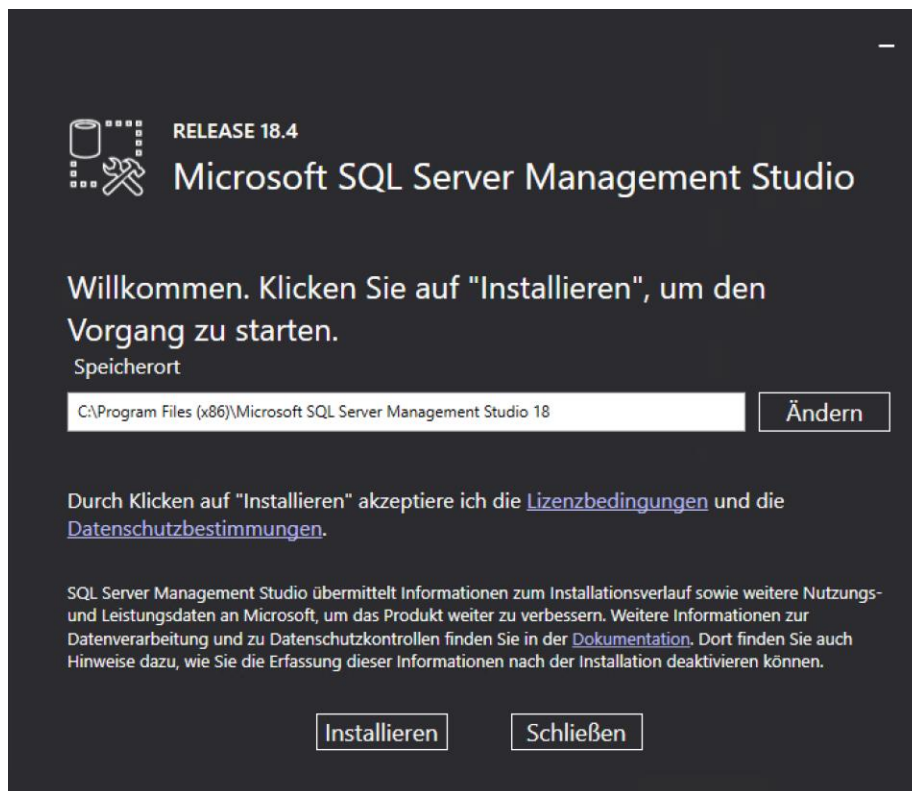 RELEASE 18.4
Microsoft SQL Server Management Studio
Willkommen. Klicken Sie auf "Installieren", um den
Vorgang zu starten.
Speicherort
C:\Program Files (x86)\Microsoft SQL Server Management Studio 18
Ändern
Durch Klicken auf "Installieren" akzeptiere ich die Lizenzbedingungen und die
Datenschutzbestimmungen.
SQL Server Management Studio übermittelt Informationen zum Installationsverlauf sowie weitere Nutzungs-
und Leistungsdaten an Microsoft, um das Produkt weiter zu verbessern. Weitere Informationen zur
Datenverarbeitung und zu Datenschutzkontrollen finden Sie in der Dokumentation. Dort finden Sie auch
Hinweise dazu, wie Sie die Erfassung dieser Informationen nach der Installation deaktivieren können.
Installieren
Schließen